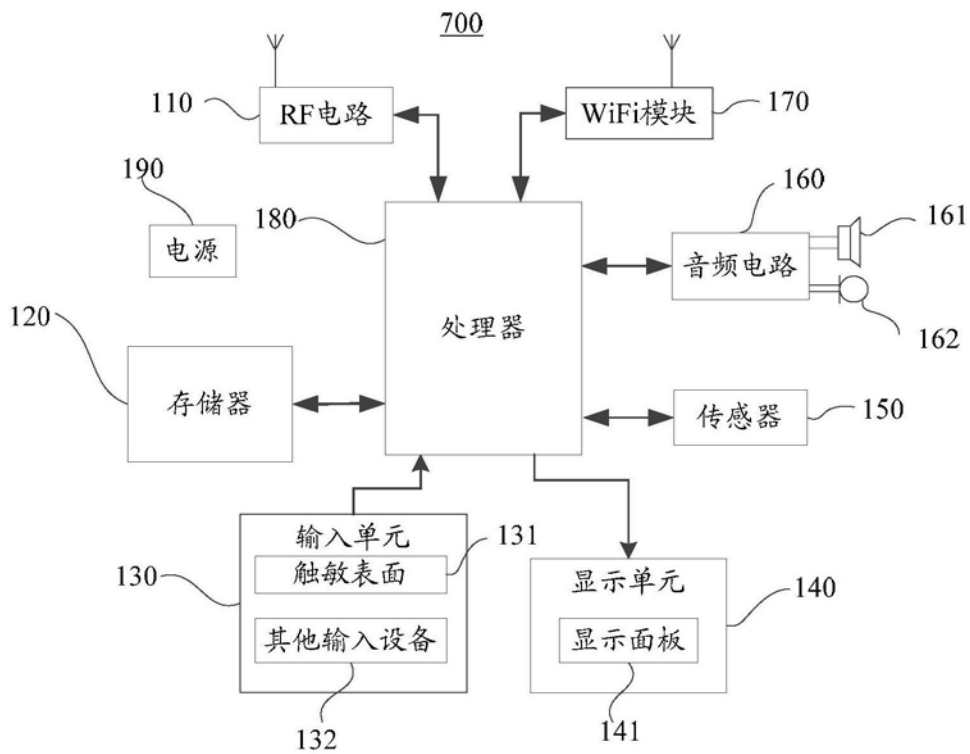 700
110
RF电路
WiFi模块
170
190
电源
180
处理器
160
音频电路
161
162
120
存储器
传感器
150
输入单元
131
触敏表面
130
其他输入设备
132
显示单元
140
显示面板
141